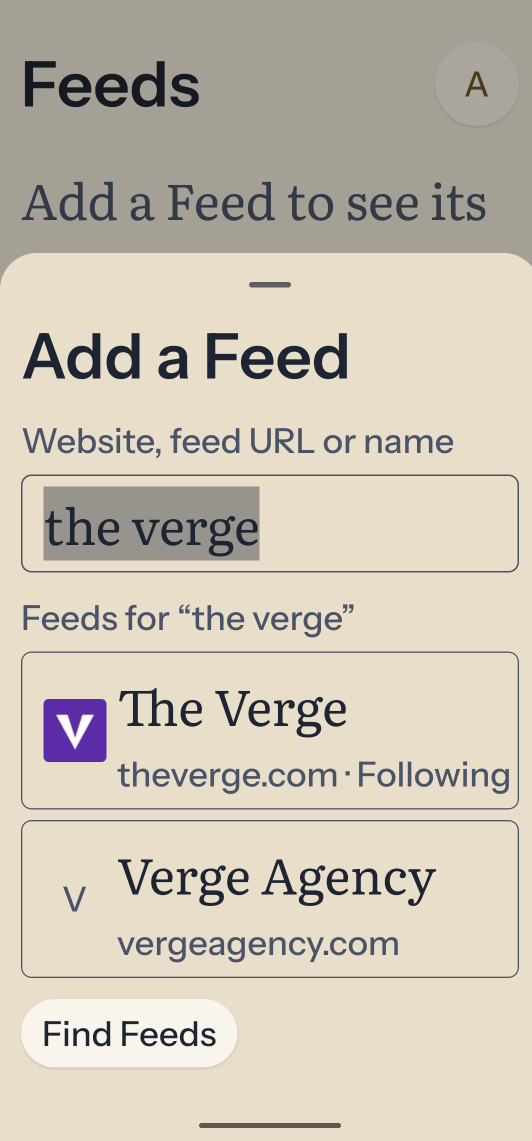 Feeds
A
Add a Feed to see its
Add a Feed
Website, feed URL or name
the verge
Feeds for “the verge”
V
The Verge
theverge.com · Following
V
Verge Agency
vergeagency.com
Find Feeds